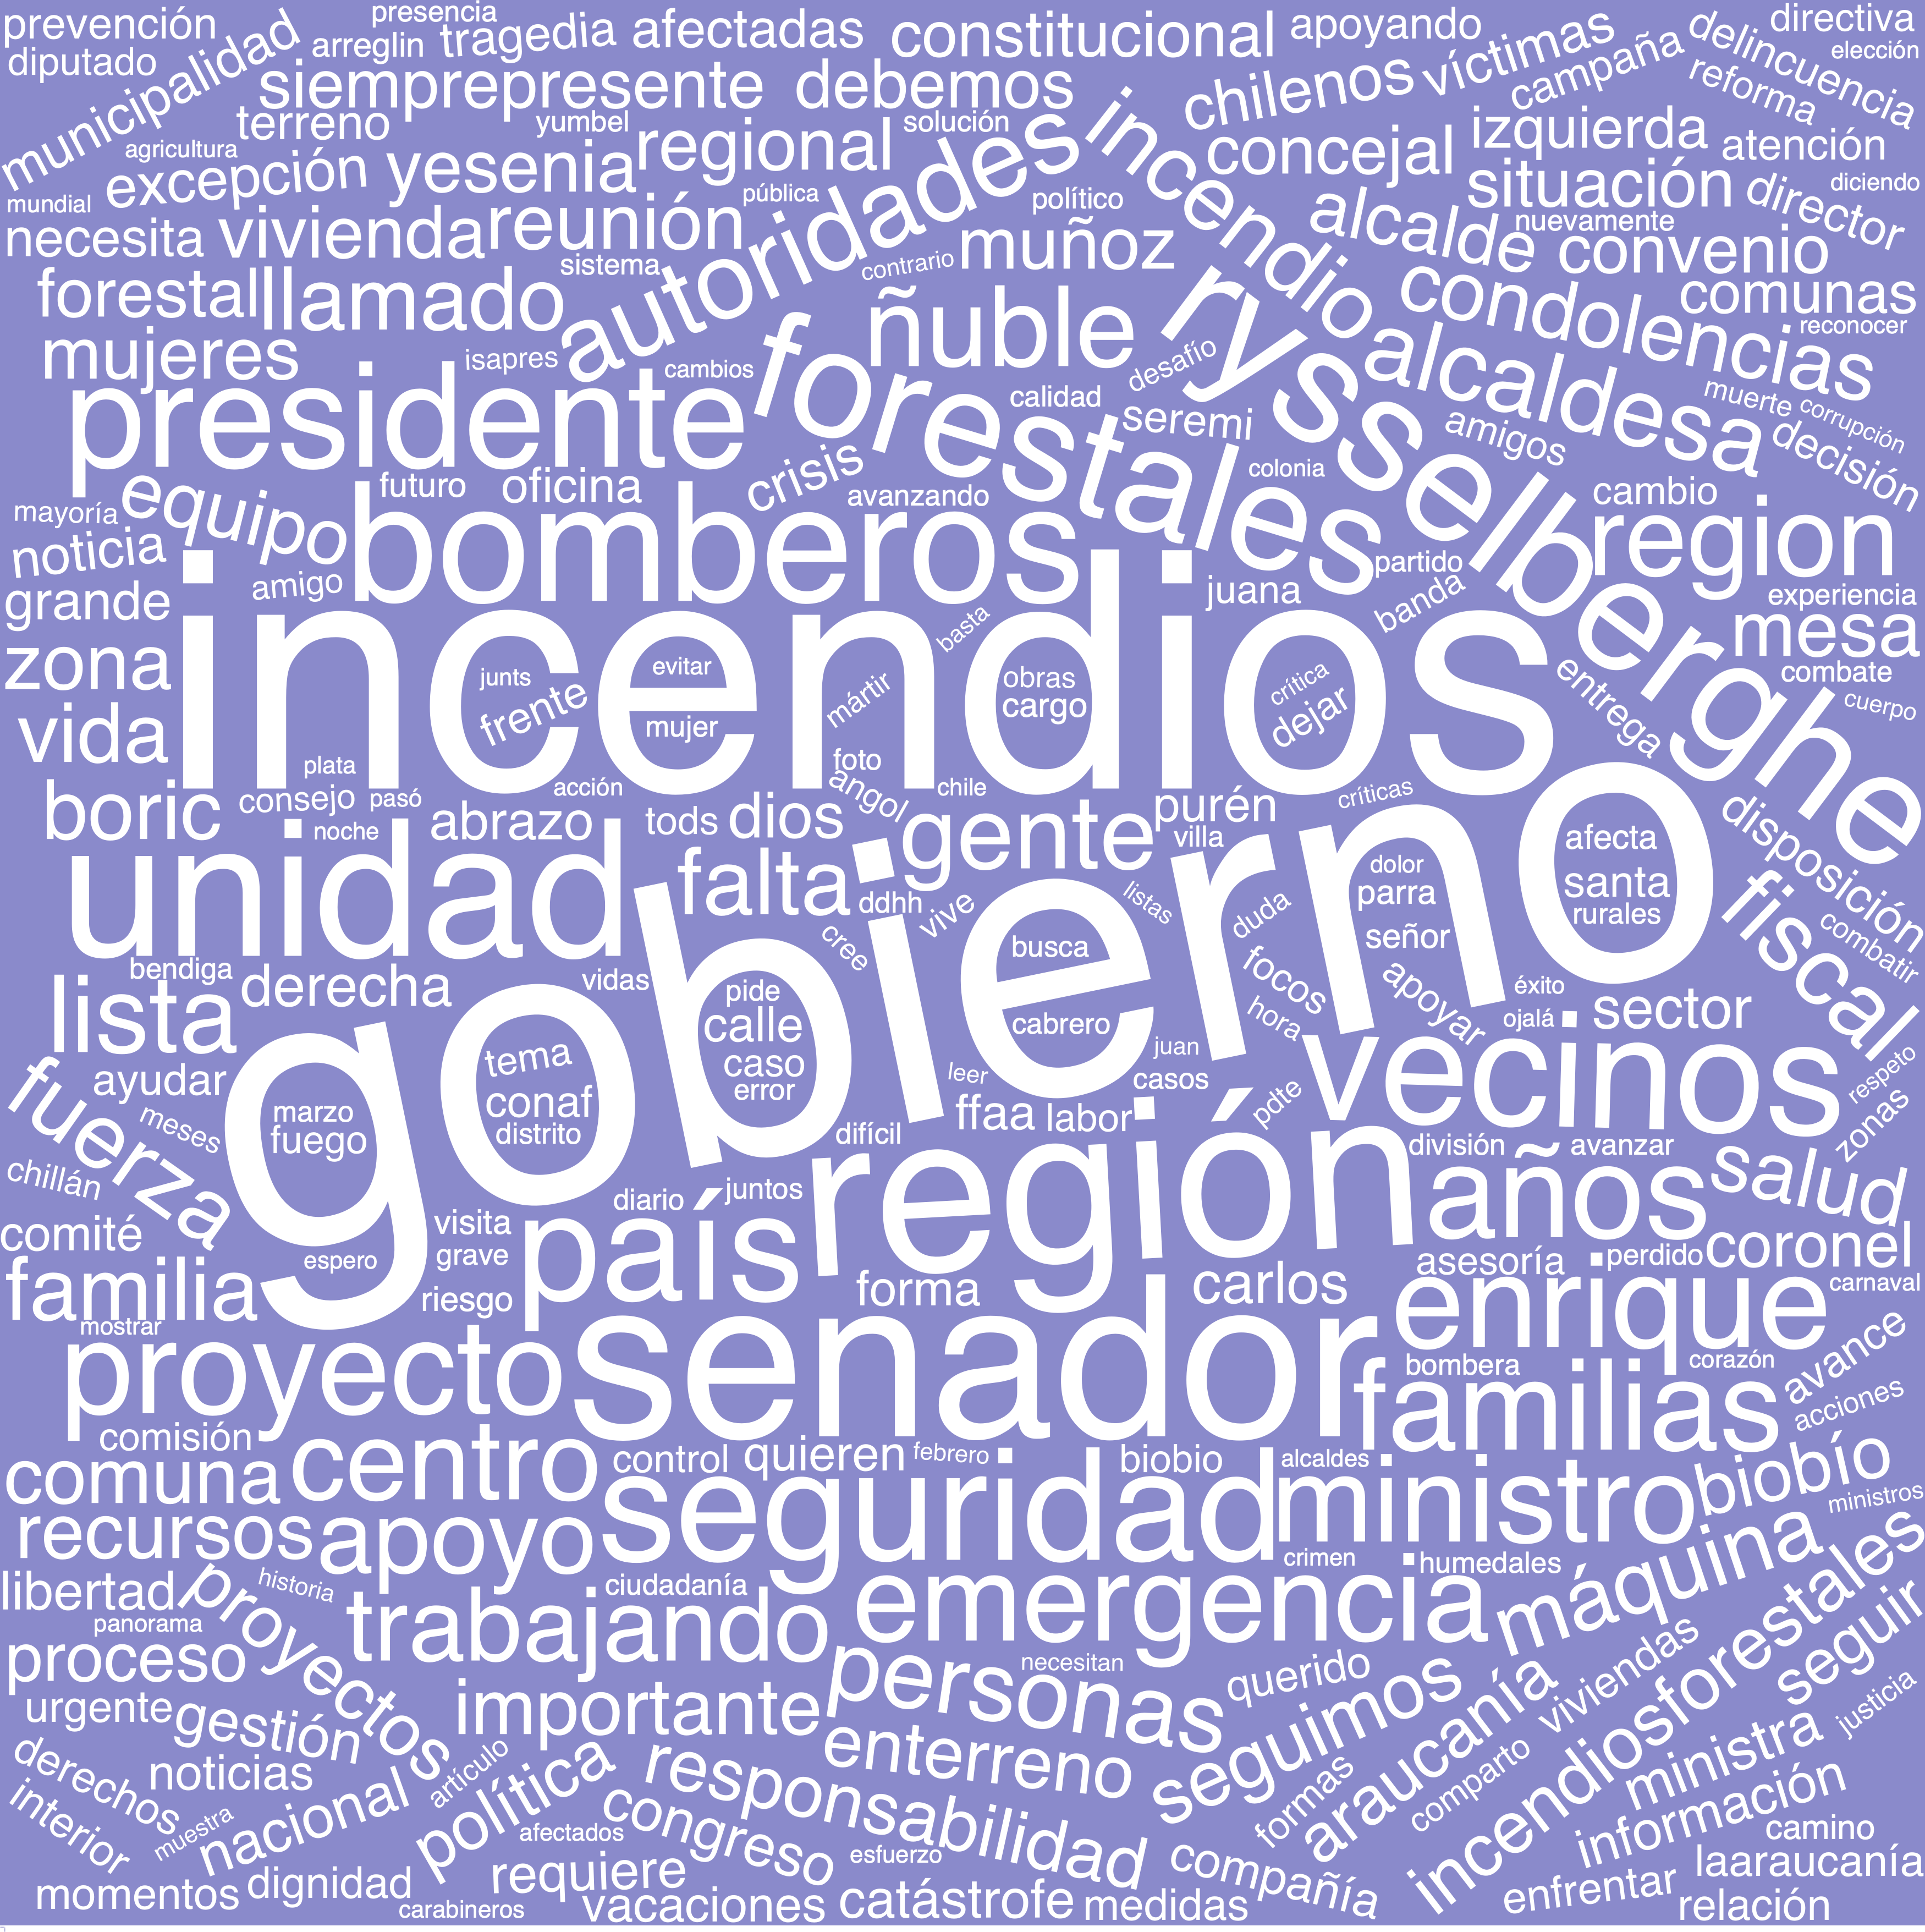 prevención
presencia
directiva
diputado
arreglin
tragedia
afectadas
constitucional
apoyando
víctimas
delincuencia
elección
municipalidad
siemprepresente
debemos
chilenos
campaña
reforma
terreno
yumbel
solución
agricultura
regional
autoridades
incendio
concejal
izquierda
atención
excepción
yesenia
mundial
pública
político
situación
director
diciendo
necesita
vivienda
reunión
sistema
contrario
muñoz
alcalde
nuevamente
convenio
forestal
llamado
ñuble
condolencias
comunas
reconocer
mujeres
isapres
cambios
forestales
desafío
rysselberghe
alcaldesa
muerte
corrupción
presidente
calidad
seremi
amigos
decisión
equipo
futuro
oficina
crisis
avanzando
colonia
cambio
mayoría
noticia
bomberos
partido
region
amigo
grande
juana
banda
experiencia
incendios
basta
mesa
zona
junts
evitar
obras
crítica
combate
frente
mujer
mártir
cargo
dejar
entrega
cuerpo
vida
plata
foto
boric
consejo
pasó
acción
angol
chile
críticas
purén
disposición
noche
abrazo
tods
dios
gente
villa
afecta
unidad
falta
ddhh
vive
listas
dolor
parra
santa
rurales
fiscal
gobierno
cree
busca
duda
señor
combatir
bendiga
derecha
vidas
pide
focos
apoyar
éxito
lista
calle
cabrero
hora
ojalá
sector
tema
caso
error
leer
juan
casos
vecinos
respeto
fuerza
ayudar
marzo
conaf
ffaa
labor
pdte
zonas
meses
fuego
distrito
difícil
división
avanzar
chillán
diario
juntos
región
años
salud
comité
visita
grave
país
asesoría
perdido
coronel
espero
familia
riesgo
forma
carlos
enrique
carnaval
mostrar
proyecto
senador
bombera
corazón
avance
familias
acciones
comisión
centro
control
quieren
febrero
biobio
alcaldes
comuna
seguridad
ministro
biobío
ministros
recursos
apoyo
crimen
humedales
máquina
libertad
historia
ciudadanía
emergencia
panorama
trabajando
proceso
proyectos
personas
necesitan
querido
incendiosforestales
seguir
urgente
gestión
importante
enterreno
seguimos
araucanía
viviendas
justicia
derechos
noticias
artículo
política
responsabilidad
formas
comparto
ministra
interior
muestra
nacional
afectados
congreso
esfuerzo
información
camino
momentos
dignidad
carabineros
requiere
vacaciones
catástrofe
medidas
compañía
enfrentar
laaraucanía
relación